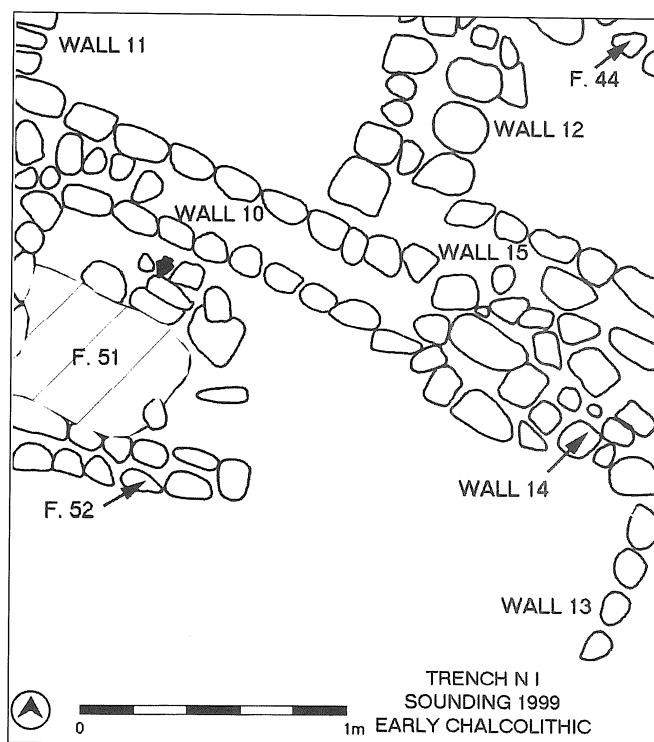 WALL 11
F. 44
WALL 12
WALL 10
WALL 15
F. 51
WALL 14
F. 52
WALL 13
TRENCH N I
SOUNDING 1999
EARLY CHALCOLITHIC
0
1m